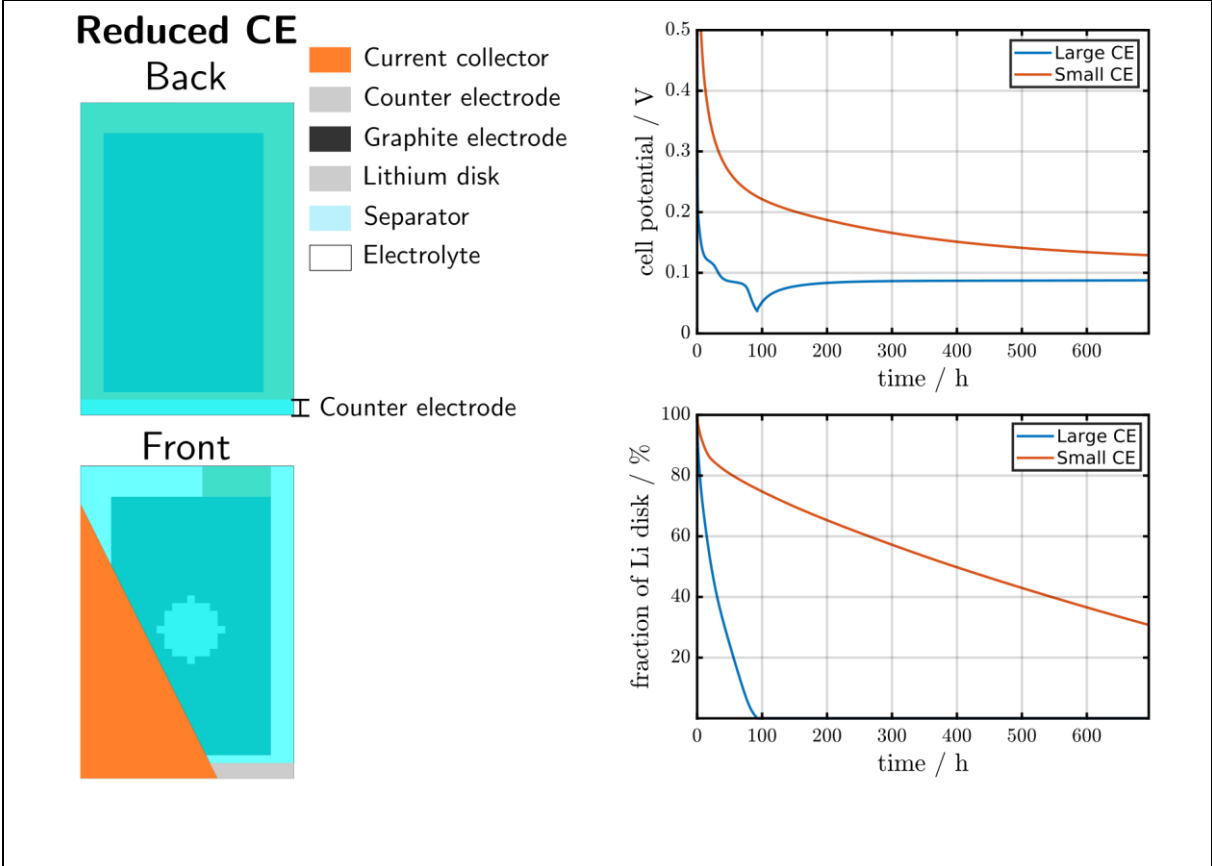 Reduced CE
Back
Current collector
Counter electrode
Graphite electrode
Lithium disk
Separator
Electrolyte
Counter electrode
Front
0.5
0.4
0.3
0.2
0.1
0
cell potential / V
Large CE
Small CE
0 100 200 300 400 500 600
time / h
100
80
60
40
20
fraction of Li disk / %
Large CE
Small CE
0 100 200 300 400 500 600
time / h